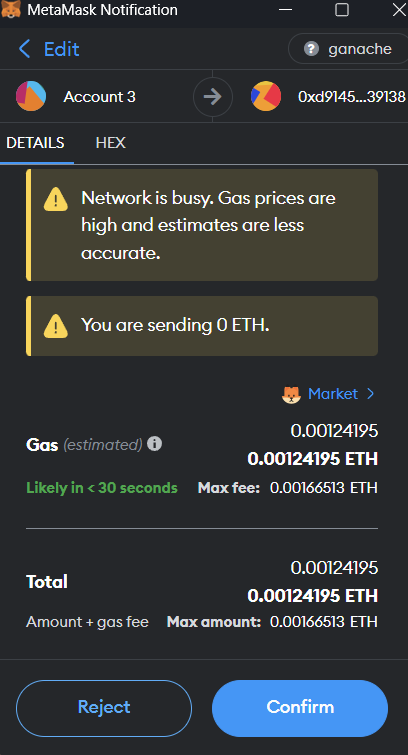 MetaMask Notification
Edit
ganache
Account 3
0xd9145...39138
DETAILS HEX
Network is busy. Gas prices are
high and estimates are less
accurate.
You are sending 0 ETH.
Market
0.00124195
Gas (estimated)
0.00124195 ETH
Likely in < 30 seconds Max fee: 0.00166513 ETH
0.00124195
Total
0.00124195 ETH
Amount + gas fee Max amount: 0.00166513 ETH
Reject Confirm